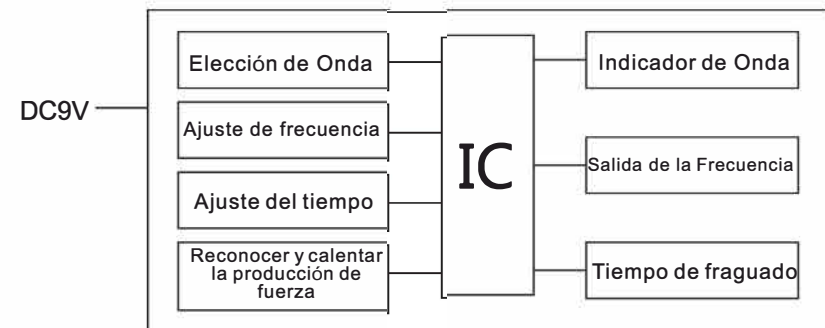 DC9V
Elección de Onda
Ajuste de frecuencia
Ajuste del tiempo
Reconocer y calentar
la producción de
fuerza
IC
Indicador de Onda
Salida de la Frecuencia
Tiempo de fraguado